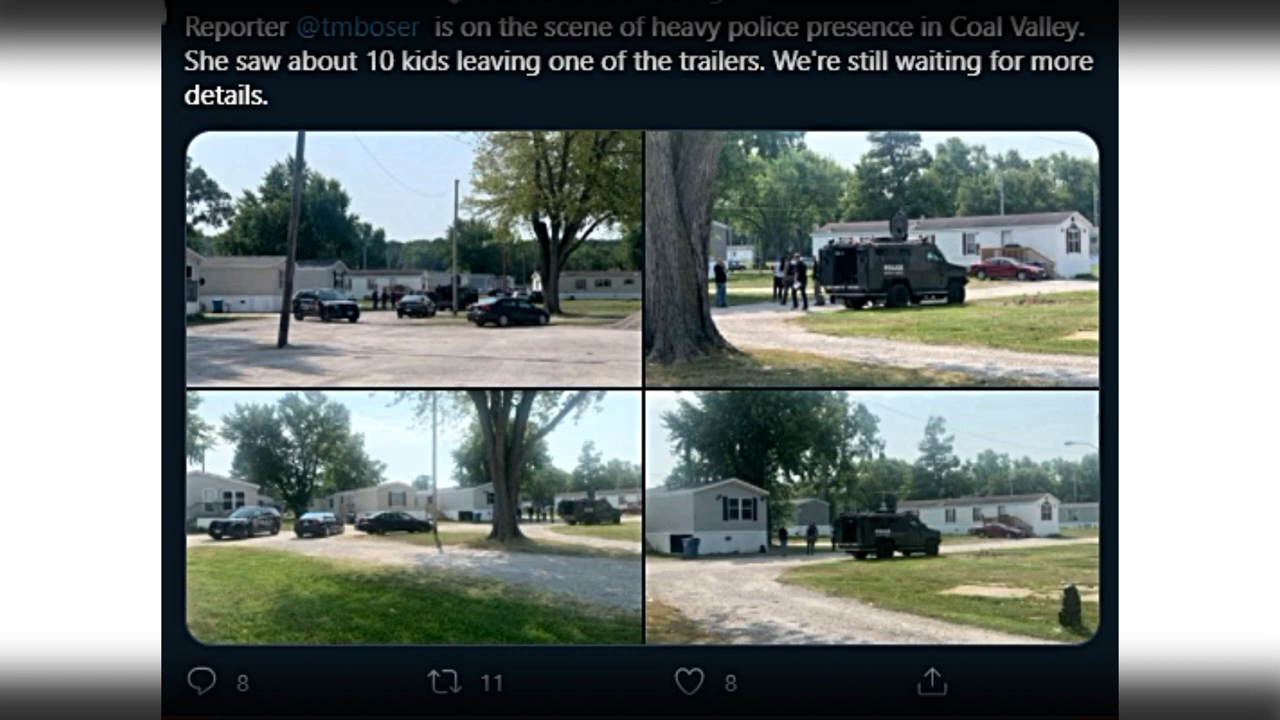 Reporter @tmboser is on the scene of heavy police presence in Coal Valley.
She saw about 10 kids leaving one of the trailers. We're still waiting for more
details.
POLICE
8
11
8